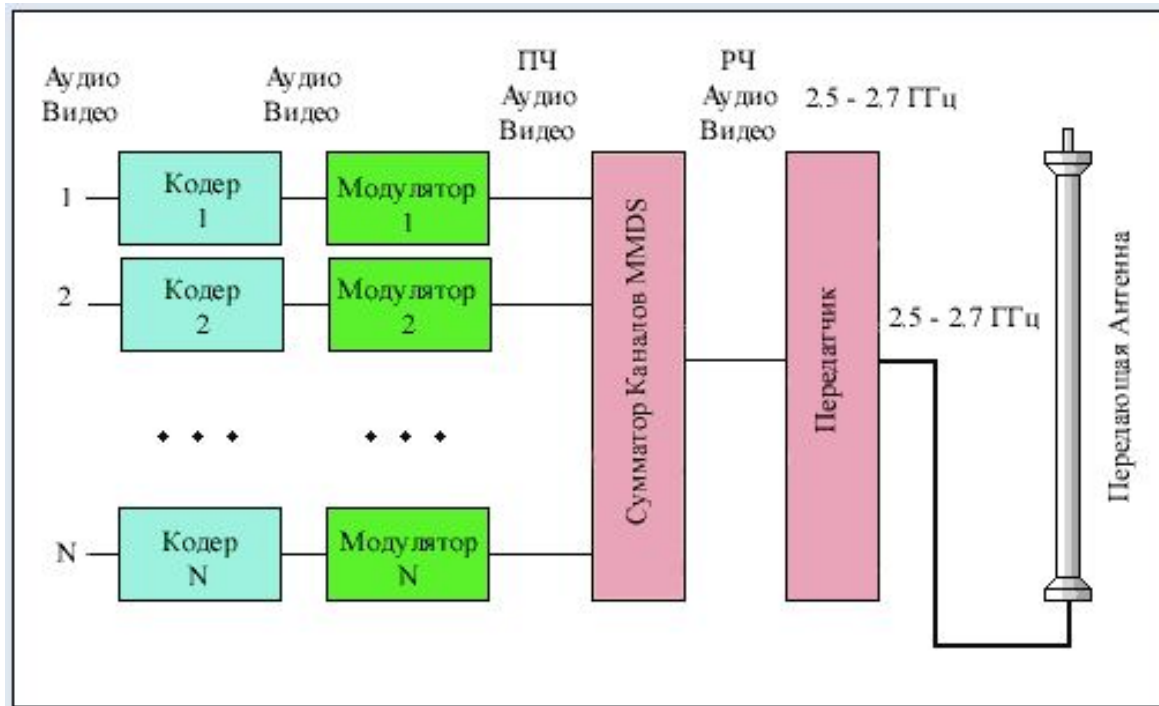 Аудио
Видео
Аудио
Видео
ПЧ
Аудио
Видео
РЧ
Аудио
Видео
2.5 - 2.7 ГГц
1
Кодер
1
Модулятор
1
2
Кодер
2
Модулятор
2
N
Кодер
N
Модулятор
N
Сумматор Каналов MMDS
Передатчик
2.5 - 2.7 ГГц
Передающая Антенна